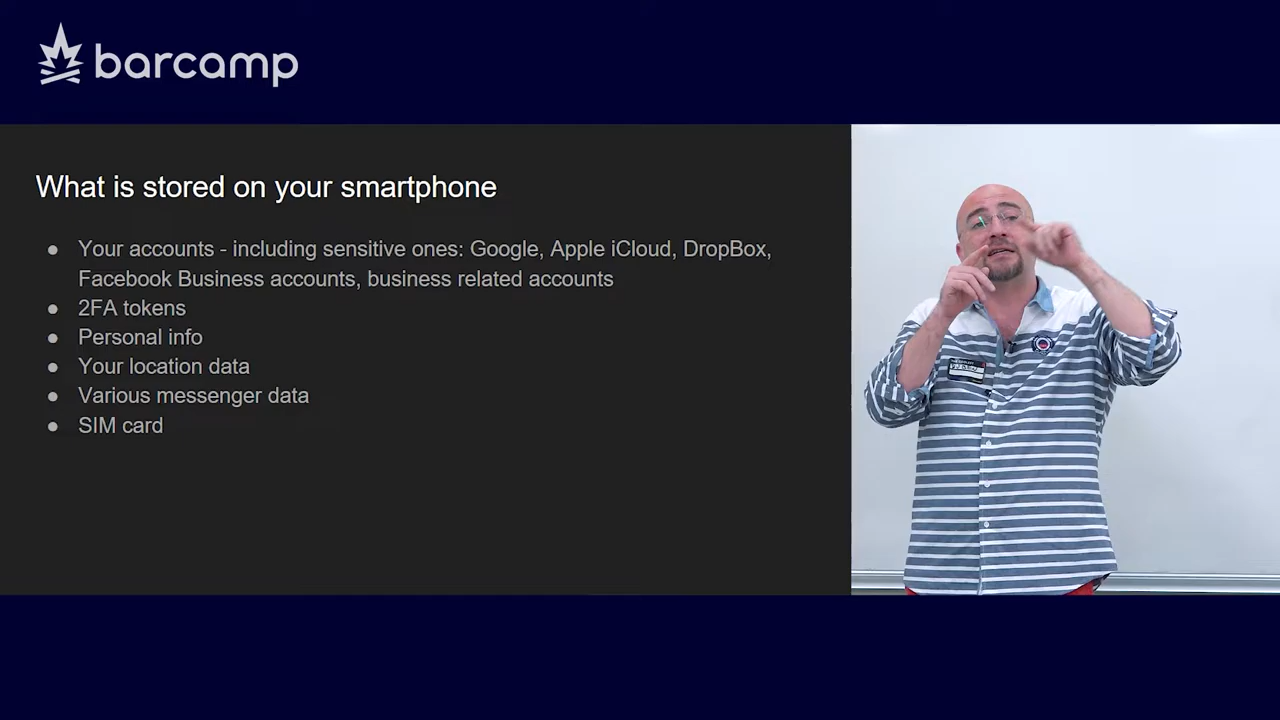 barcamp
What is stored on your smartphone
● Your accounts - including sensitive ones: Google, Apple iCloud, DropBox,
Facebook Business accounts, business related accounts
● 2FA tokens
● Personal info
● Your location data
● Various messenger data
● SIM card